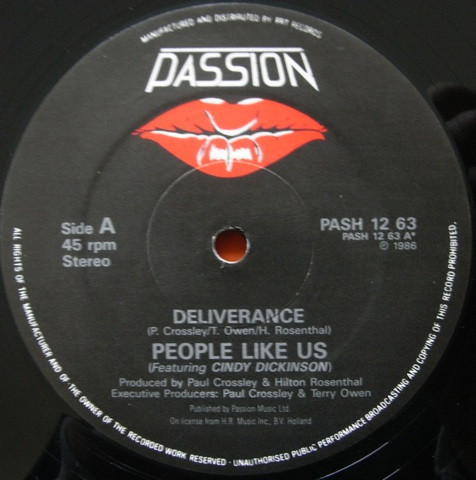 MANUFACTURED AND DISTRIBUTED BY PRT RECORDS
PASSION
Side A
45 rpm
Stereo
PASH 12 63
PASH 12 63 A*
℗ 1986
DELIVERANCE
(P. Crossley/T. Owen/H. Rosenthal)
PEOPLE LIKE US
(Featuring CINDY DICKINSON)
Produced by Paul Crossley & Hilton Rosenthal
Executive Producers: Paul Crossley & Terry Owen
Published by Passion Music Ltd.
On license from H.R. Music Inc., B.V. Holland
ALL RIGHTS OF THE MANUFACTURER AND OF THE OWNER OF THE RECORDED WORK RESERVED - UNAUTHORISED PUBLIC PERFORMANCE BROADCASTING AND COPYING OF THIS RECORD PROHIBITED.